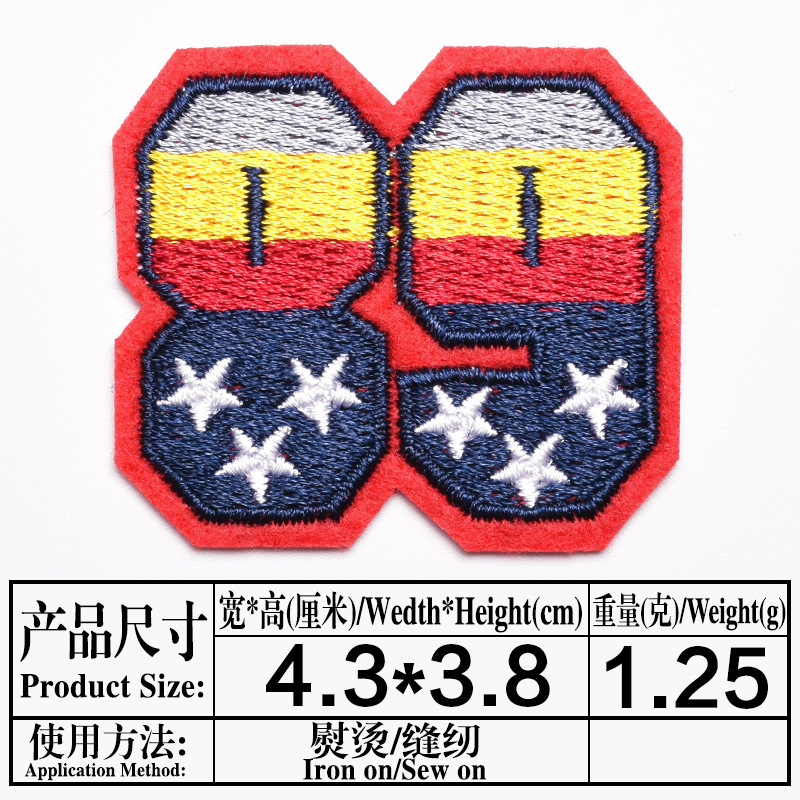 89
产品尺寸
Product Size:
宽*高(厘米)/Wedth*Height(cm)
4.3*3.8
重量(克)/Weight(g)
1.25
使用方法:
Application Method:
熨烫/缝纫
Iron on/Sew on